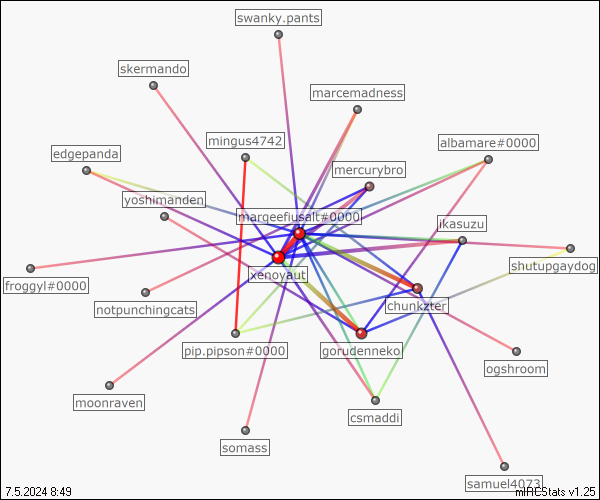 swanky.pants
skermando
marcemadness
mingus4742
albamare#0000
edgepanda
mercurybro
yoshimanden
margeefiusalt#0000
jkasuzu
shutupgaydog
xenoyaut
froggyl#0000
chunkzter
notpunchingcats
pip.pipson#0000
gorudenneko
ogshroom
moonraven
csmaddi
somass
samuel4073
7.5.2024 8:49
mIRCStats v1.25